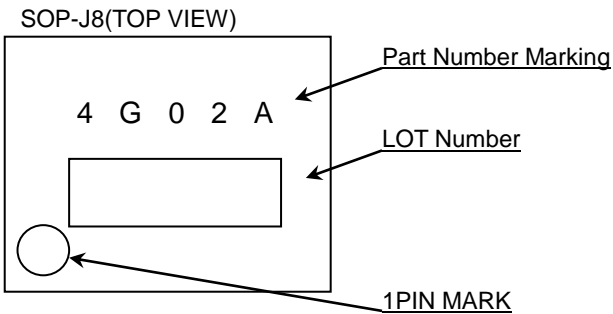 SOP-J8(TOP VIEW)
Part Number Marking
4 G 0 2 A
LOT Number
1PIN MARK